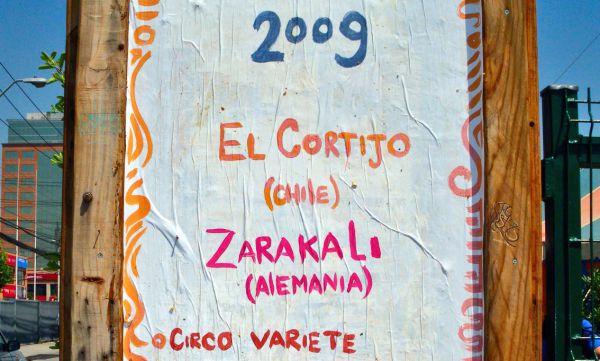 2009
EL CORTIJO
(CHILE)
ZARAKALI
(ALEMANIA)
O CIRCO VARIETE